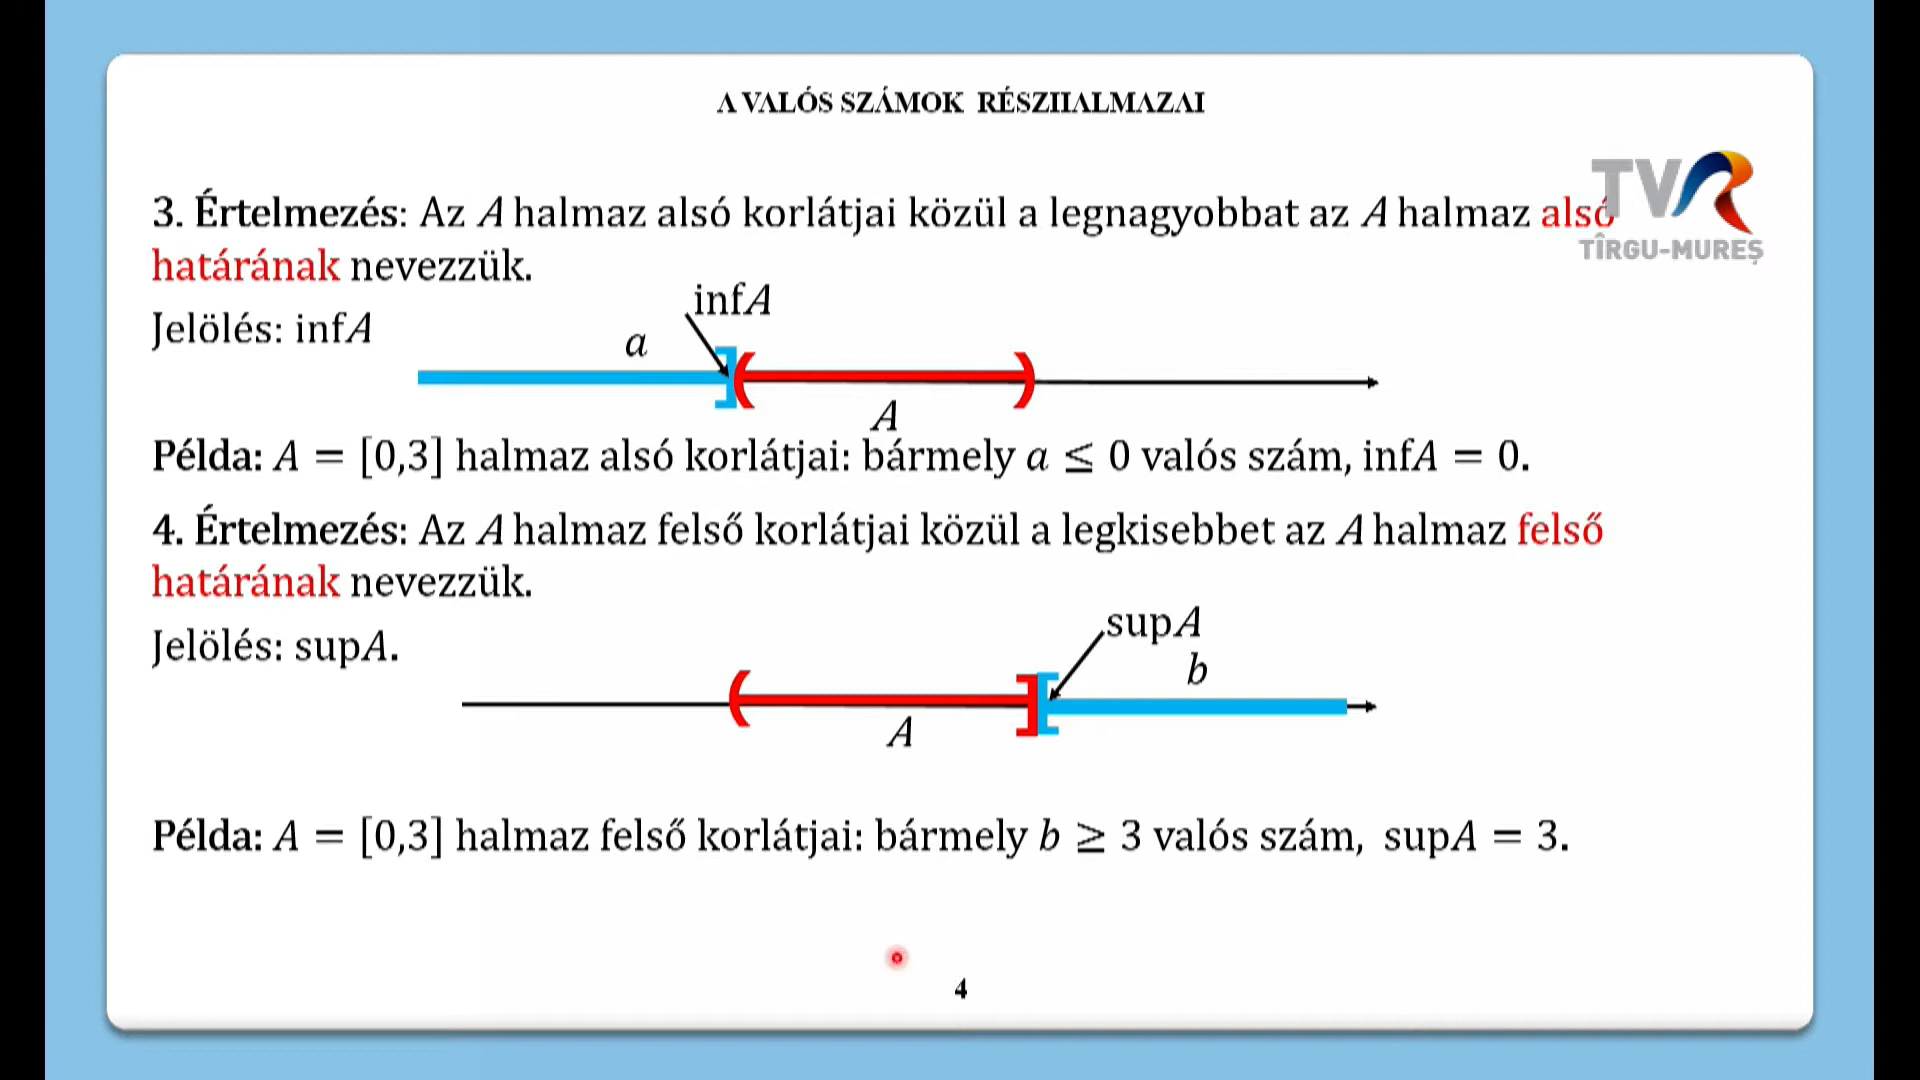 A VALÓS SZÁMOK RÉSZHALMAZAI
TVR
TÎRGU-MUREȘ
3. Értelmezés: Az A halmaz alsó korlátjai közül a legnagyobbat az A halmaz alsó
határának nevezzük.
infA
Jelölés: infA
a
A
Példa: A = [0,3] halmaz alsó korlátjai: bármely a ≤ 0 valós szám, infA = 0.
4. Értelmezés: Az A halmaz felső korlátjai közül a legkisebbet az A halmaz felső
határának nevezzük.
supA
Jelölés: supA.
b
A
Példa: A = [0,3] halmaz felső korlátjai: bármely b ≥ 3 valós szám, supA = 3.
4